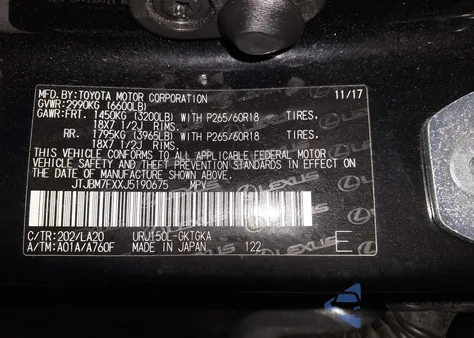 MFD.BY:TOYOTA MOTOR CORPORATION 11/17
GVWR:2990KG (6600LB)
GAWR:FRT. 1450KG (3200LB) WITH P265/60R18 TIRES.
18X7 1/2J RIMS.
RR. 1795KG (3965LB) WITH P265/60R18 TIRES.
18X7 1/2J RIMS.
THIS VEHICLE CONFORMS TO ALL APPLICABLE FEDERAL MOTOR
VEHICLE SAFETY AND THEFT PREVENTION STANDARDS IN EFFECT ON
THE DATE OF MANUFACTURE SHOWN ABOVE.
JTJBM7FXXJ5190675 MPV
C/TR:202/LA20 URJ150L-GKTGKA
A/TM:A01A/A760F MADE IN JAPAN 122 E
LEXUS
LEXUS
LEXUS